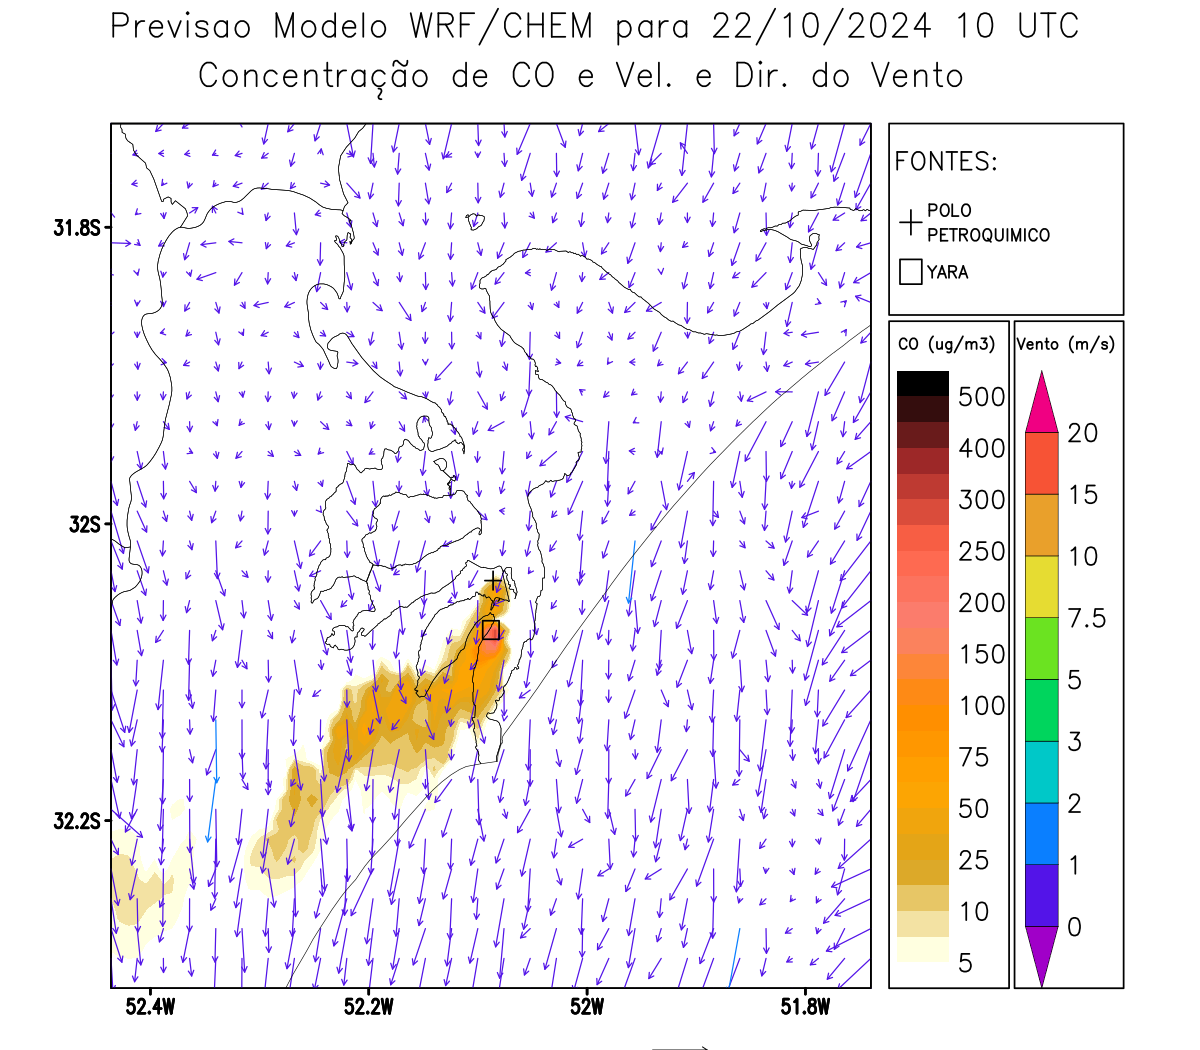 Previsao Modelo WRF/CHEM para 22/10/2024 10 UTC
Concentração de CO e Vel. e Dir. do Vento
FONTES:
POLO
PETROQUIMICO
YARA
CO (ug/m3)
500
400
300
250
200
150
100
75
50
25
10
5
Vento (m/s)
20
15
10
7.5
5
3
2
1
0
31.8S
32S
32.2S
52.4W
52.2W
52W
51.8W